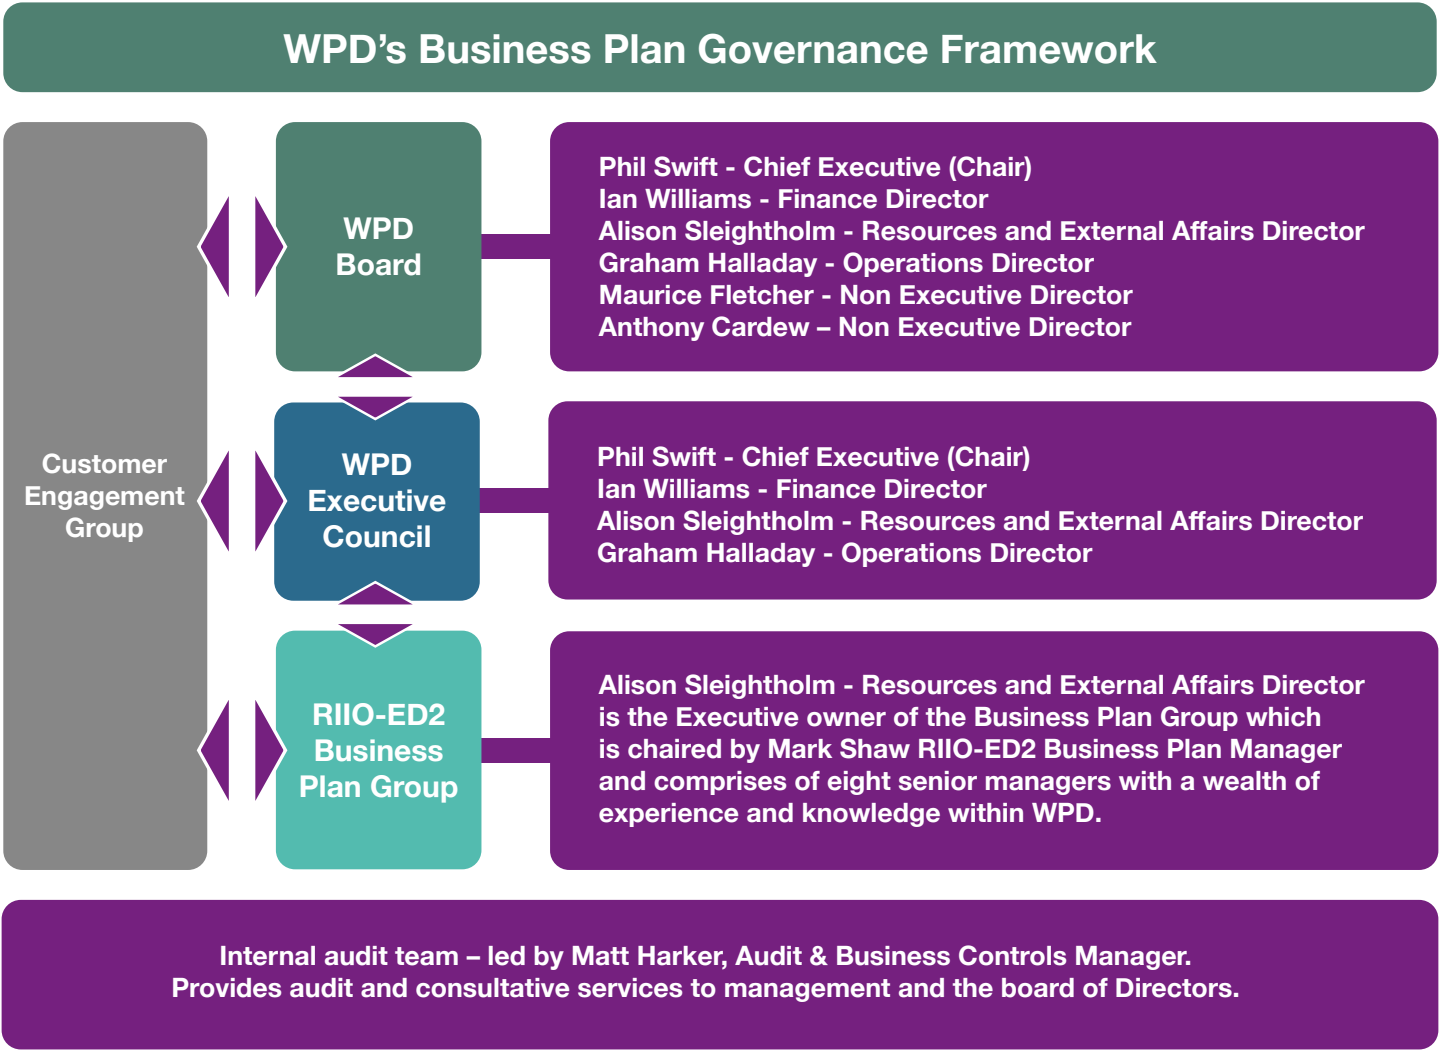 WPD’s Business Plan Governance Framework
Customer
Engagement
Group
WPD
Board
Phil Swift - Chief Executive (Chair)
Ian Williams - Finance Director
Alison Sleightholm - Resources and External Affairs Director
Graham Halladay - Operations Director
Maurice Fletcher - Non Executive Director
Anthony Cardew – Non Executive Director
WPD
Executive
Council
Phil Swift - Chief Executive (Chair)
Ian Williams - Finance Director
Alison Sleightholm - Resources and External Affairs Director
Graham Halladay - Operations Director
RIIO-ED2
Business
Plan Group
Alison Sleightholm - Resources and External Affairs Director
is the Executive owner of the Business Plan Group which
is chaired by Mark Shaw RIIO-ED2 Business Plan Manager
and comprises of eight senior managers with a wealth of
experience and knowledge within WPD.
Internal audit team – led by Matt Harker, Audit & Business Controls Manager.
Provides audit and consultative services to management and the board of Directors.